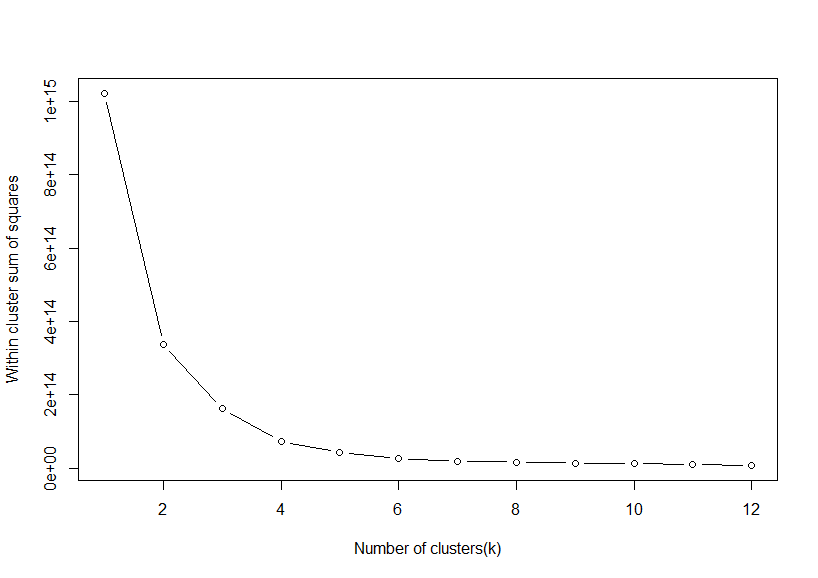 Within cluster sum of squares
1e+15
8e+14
6e+14
4e+14
2e+14
0e+00
2 4 6 8 10 12
Number of clusters(k)